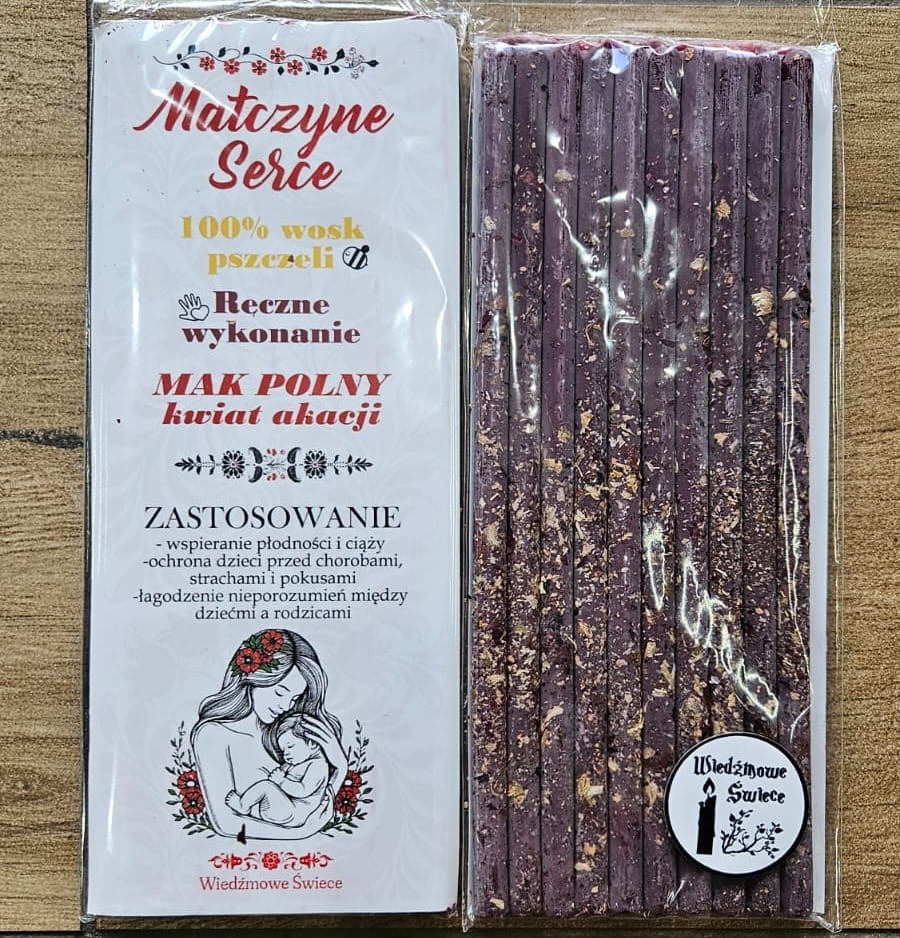 Matczyne
Serce
100% wosk
pszczeli
Ręczne
wykonanie
MAK POLNY
kwiat akacji
ZASTOSOWANIE
- wspieranie płodności i ciąży
-ochrona dzieci przed chorobami,
strachami i pokusami
-łagodzenie nieporozumień między
dziećmi a rodzicami
Wiedźmowe Świece
Wiedźmowe
Świece